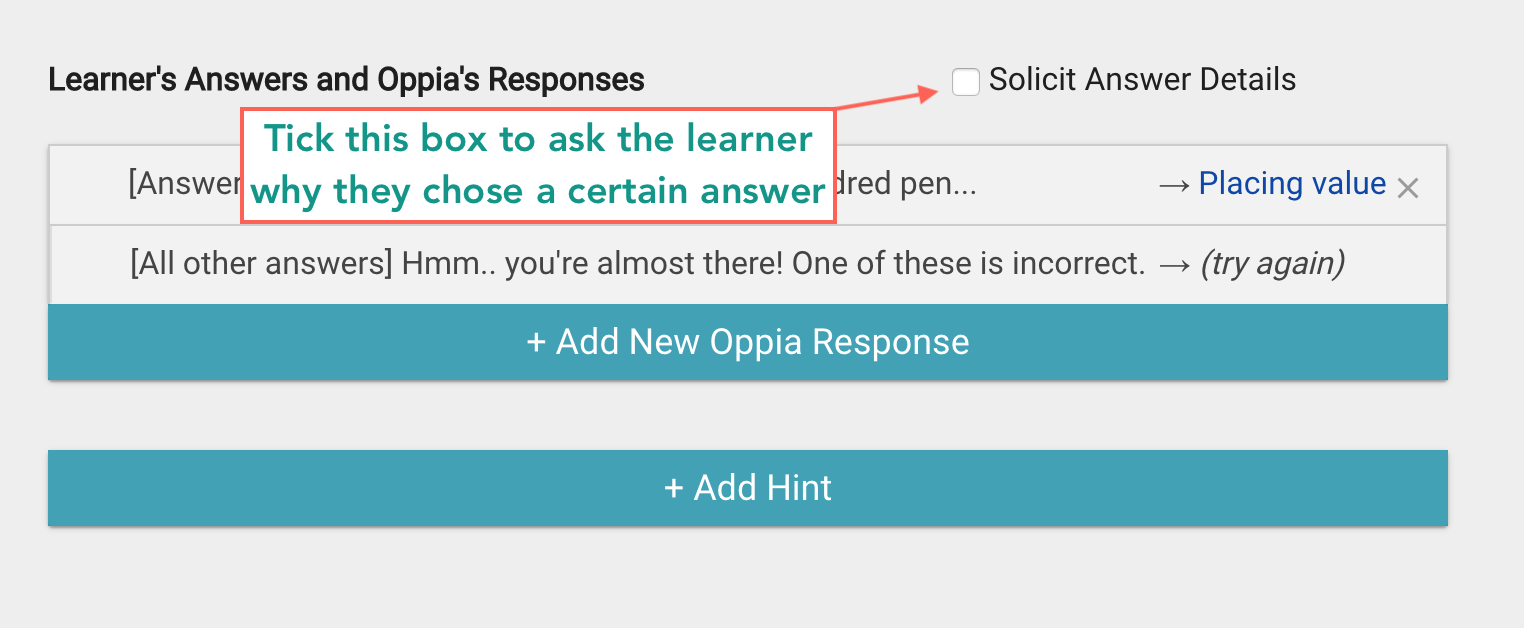 Learner's Answers and Oppia's Responses
Solicit Answer Details
Tick this box to ask the learner
why they chose a certain answer
[Answer pen... → Placing value ×
[All other answers] Hmm.. you're almost there! One of these is incorrect. → (try again)
+ Add New Oppia Response
+ Add Hint